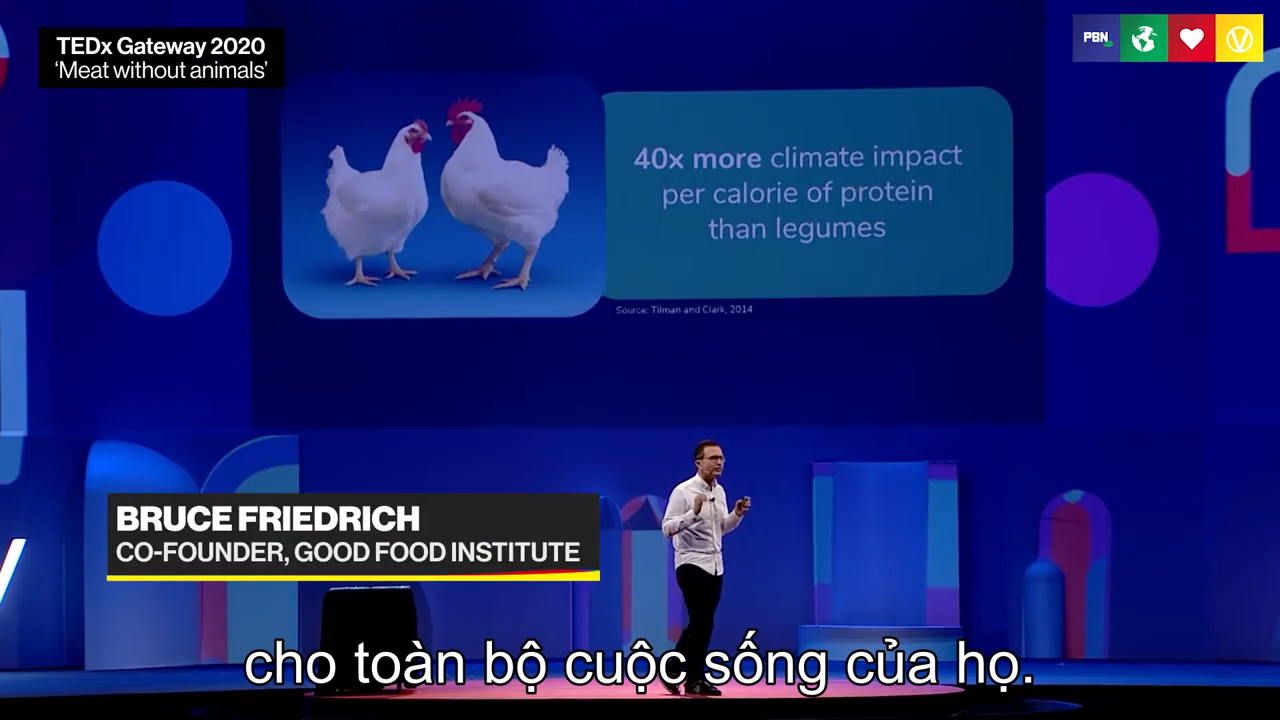 TEDx Gateway 2020
‘Meat without animals’
PBN
40x more climate impact
per calorie of protein
than legumes
Source: Tilman and Clark, 2014
BRUCE FRIEDRICH
CO-FOUNDER, GOOD FOOD INSTITUTE
cho toàn bộ cuộc sống của họ.